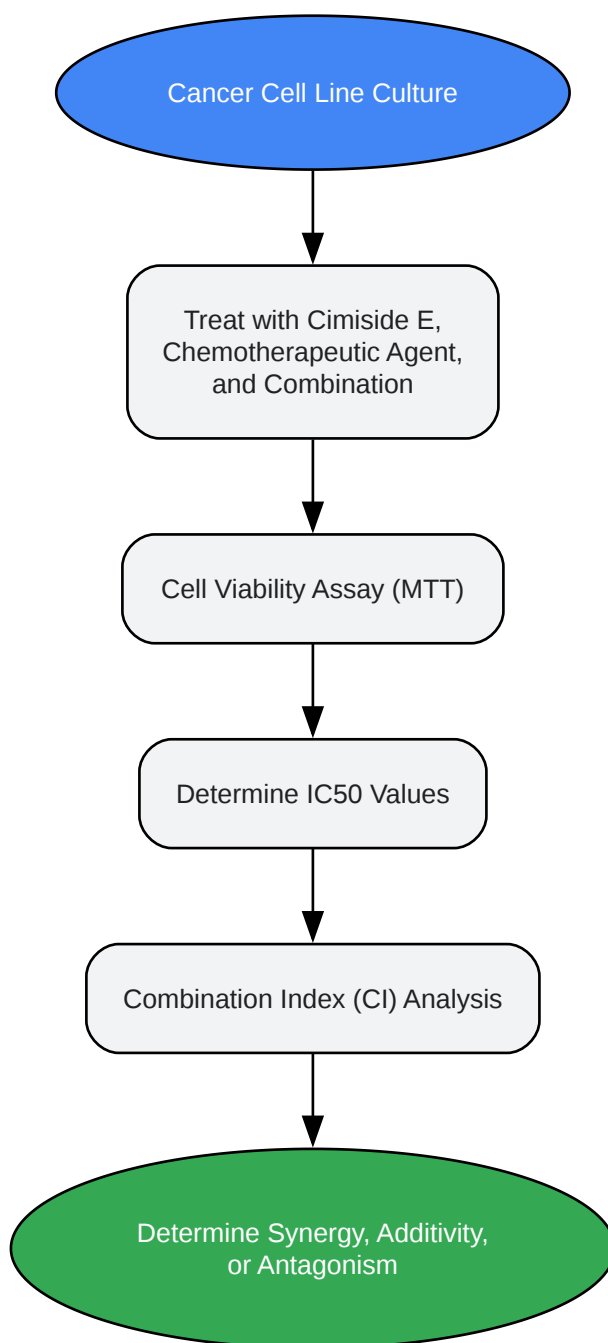 Cancer Cell Line Culture
Treat with Cimiside E,
Chemotherapeutic Agent,
and Combination
Cell Viability Assay (MTT)
Determine IC50 Values
Combination Index (CI) Analysis
Determine Synergy, Additivity,
or Antagonism